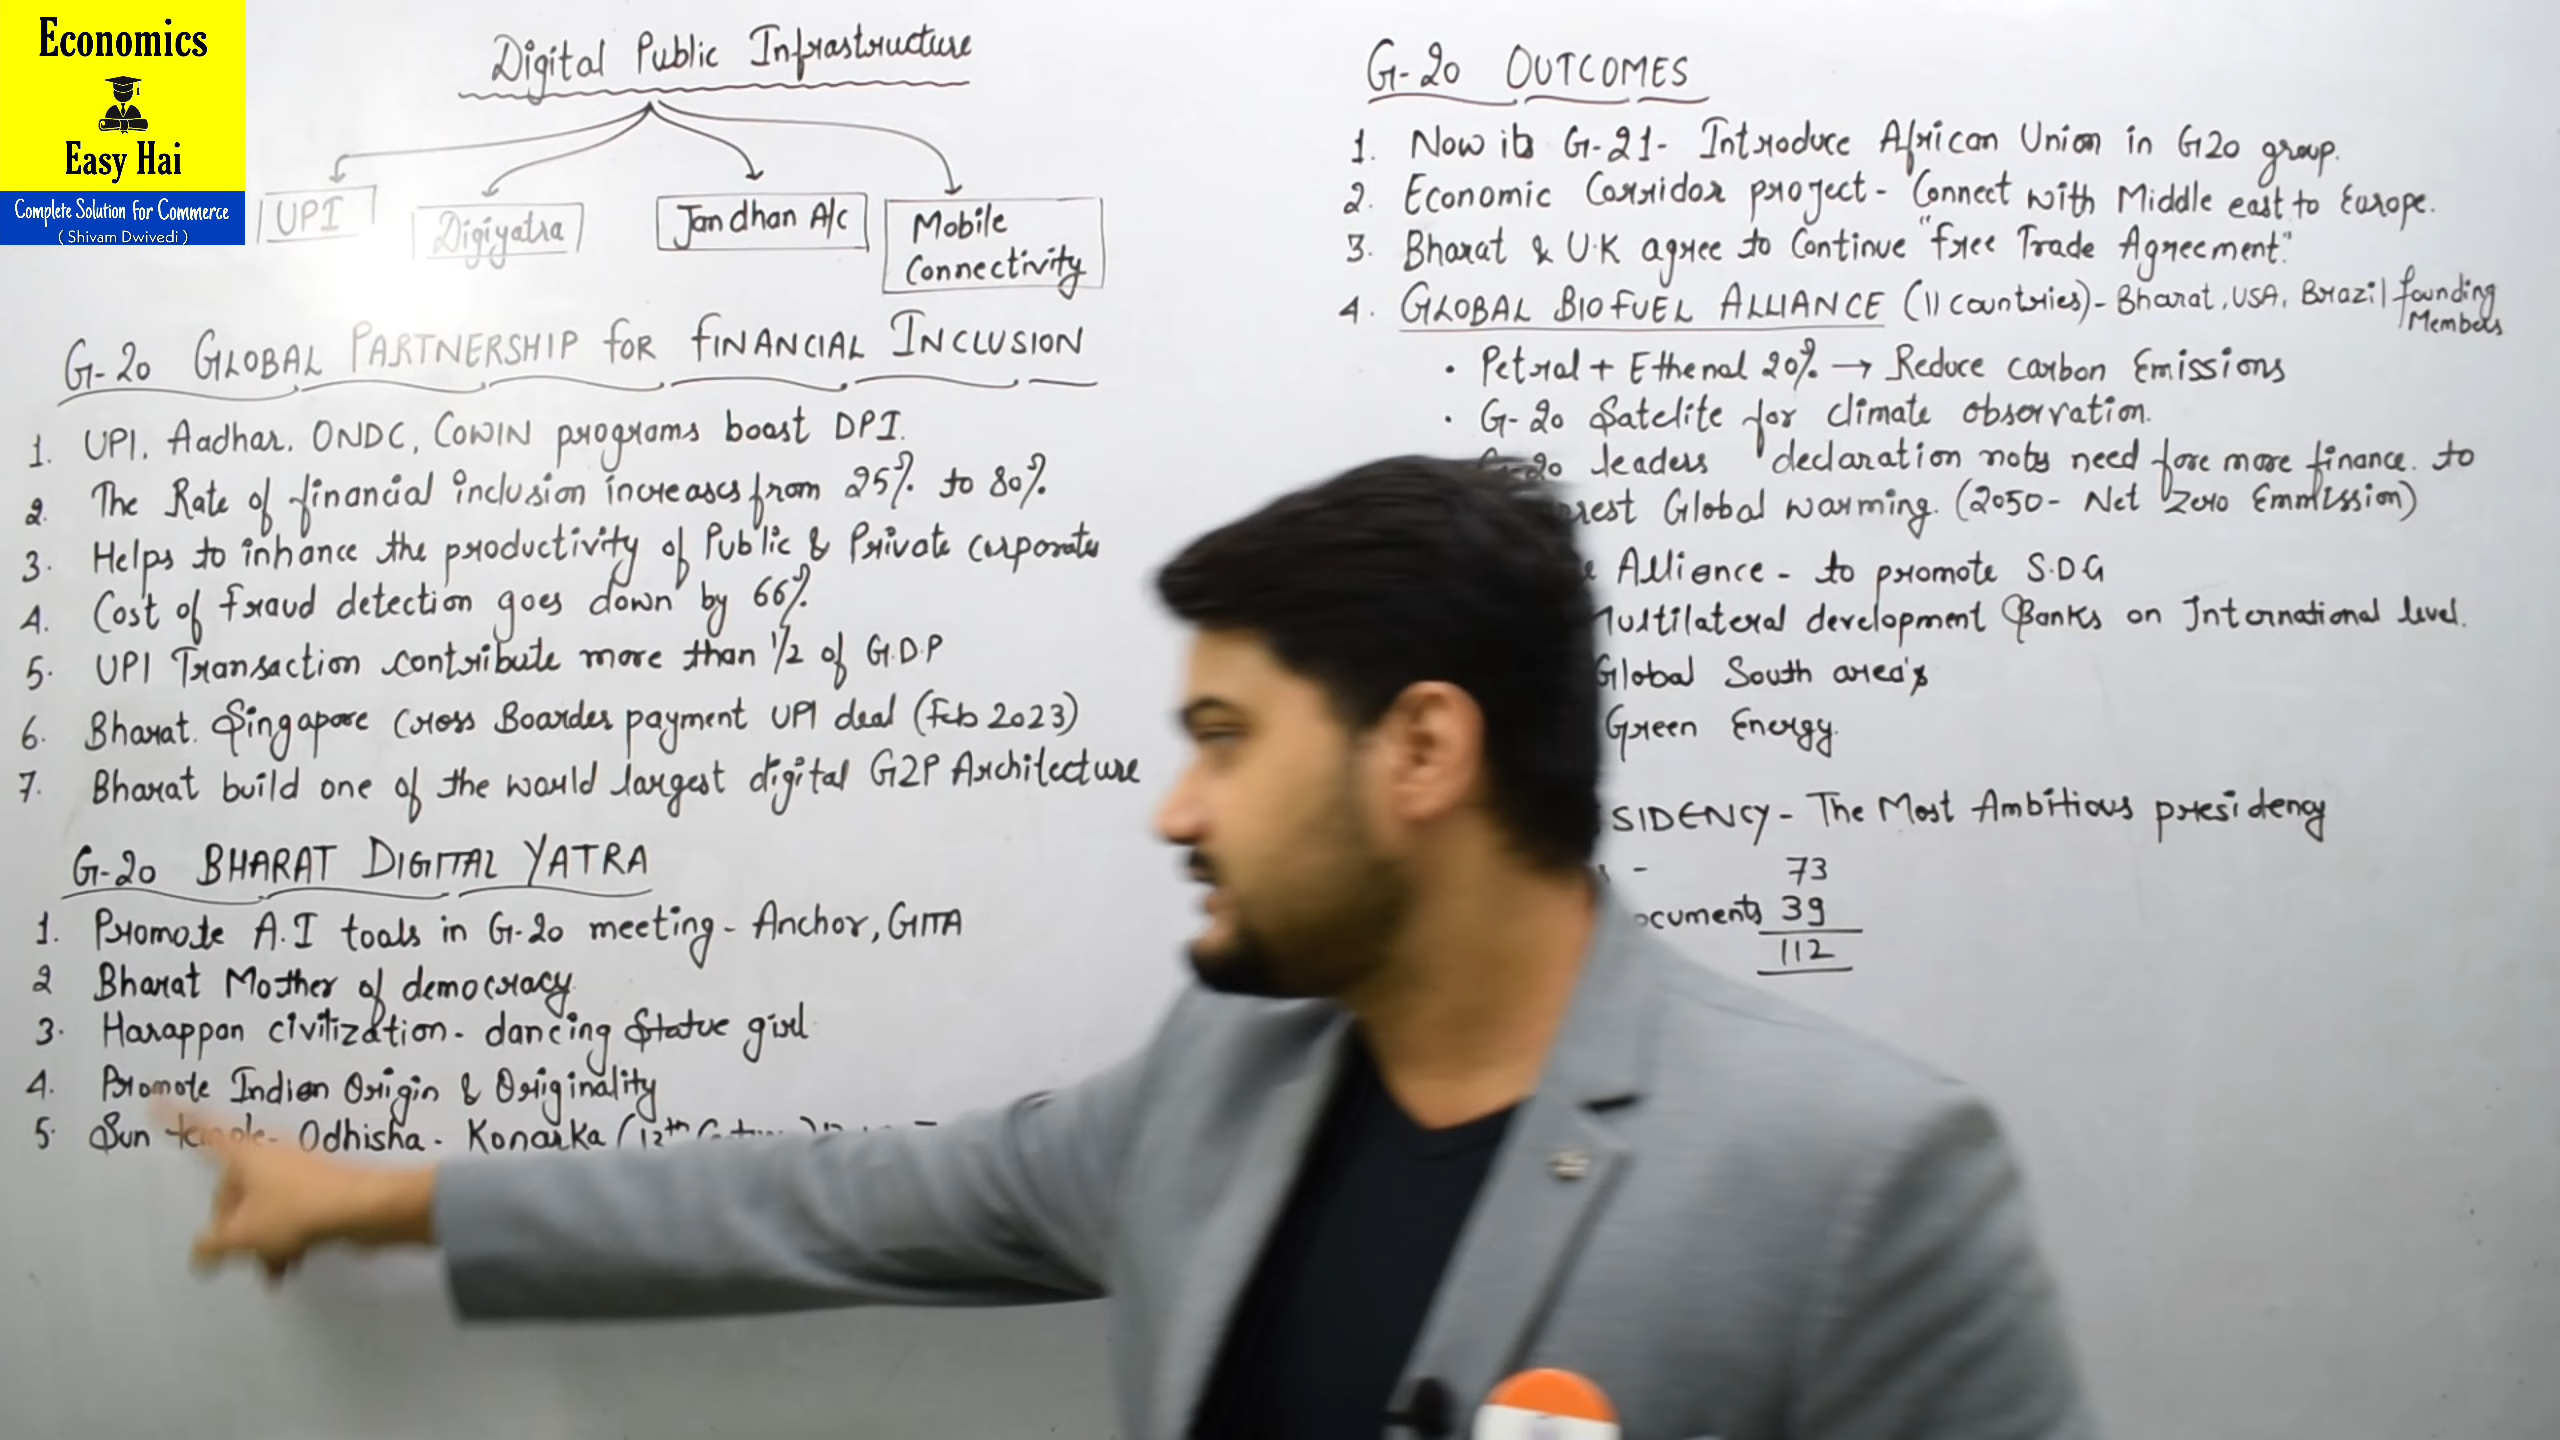 Economics
Easy Hai
Complete Solution for Commerce
( Shivam Dwivedi )
Digital Public Infrastructure
UPI
Digiyatra
Jandhan A/c
Mobile
Connectivity
G-20 GLOBAL PARTNERSHIP FOR FINANCIAL INCLUSION
1. UPI, Aadhar, ONDC, COWIN programs boost DPI.
2. The Rate of financial inclusion increases from 25% to 80%
3. Helps to inhance the productivity of Public & Private corporate
4. Cost of fraud detection goes down by 66%
5. UPI Transaction contribute more than 1/2 of G.D.P
6. Bharat. Singapore Cross Boarder payment UPI deal (Feb 2023)
7. Bharat build one of the world largest digital G2P Architecture
G-20 BHARAT DIGITAL YATRA
1. Promote A.I tools in G-20 meeting - Anchor, GITA
2 Bharat Mother of democracy
3. Harappan civilization - dancing statue girl
4. Promote Indian Origin & Originality
5. Sun temple - Odhisha - Konarka (
G-20 OUTCOMES
1. Now its G-21 - Introduce African Union in G20 group.
2. Economic Corridor project - Connect with Middle east to Europe.
3. Bharat & U.K agree to Continue "Free Trade Agreement."
4. GLOBAL BIOFUEL ALLIANCE (11 countries) - Bharat, USA, Brazil founding
Members
• Petrol + Ethenol 20% → Reduce carbon Emissions
• G-20 Satelite for climate observation.
G-20 leaders declaration nots need fore more finance. to
Global warming. (2050 - Net Zero Emmission)
Alliance - to promote S.D.G
Multilateral development Banks on International level.
Global South area's
Green Energy.
SIDENCY - The Most Ambitious presidency
- 73
ocuments 39
112